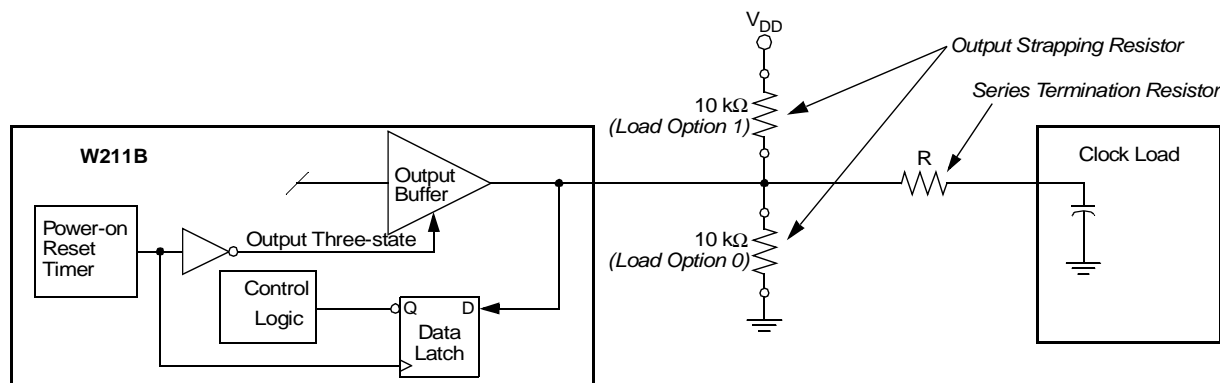 V_DD
Output Strapping Resistor
Series Termination Resistor
10 kΩ
(Load Option 1)
W211B
Output
Buffer
R
Clock Load
Power-on
Reset
Timer
Output Three-state
10 kΩ
(Load Option 0)
Control
Logic
Q
D
Data
Latch